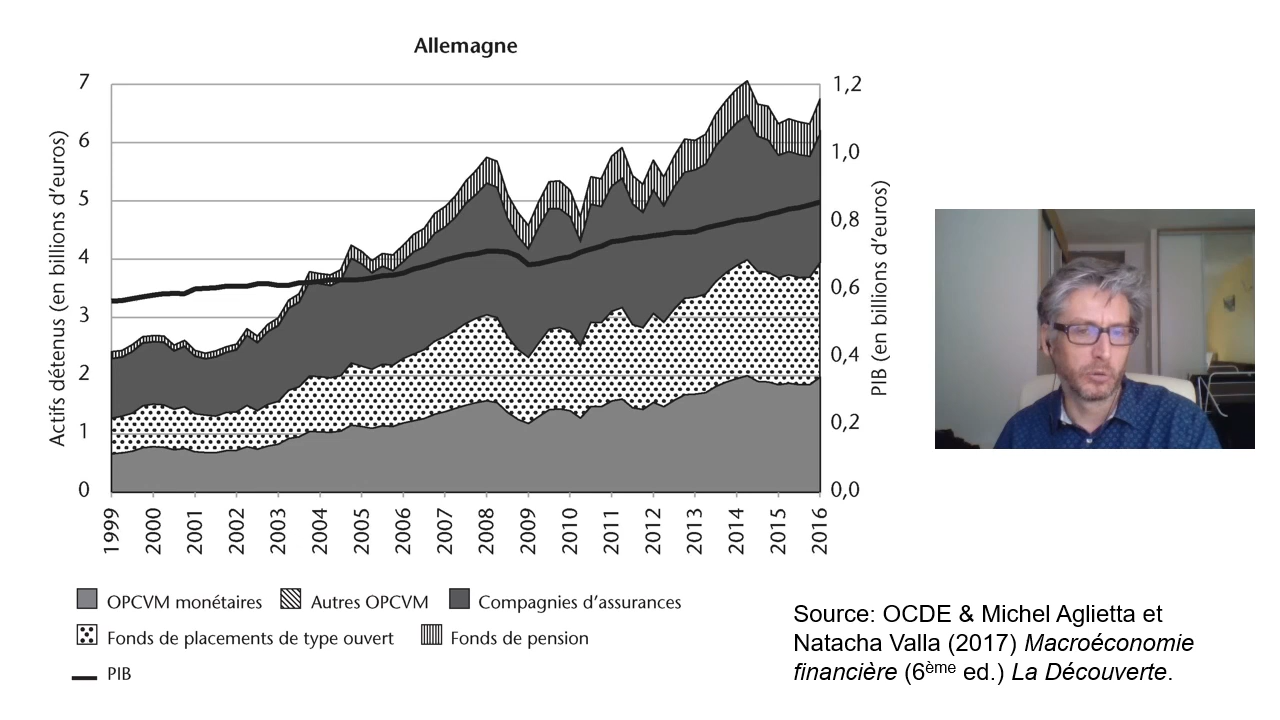 Allemagne
Actifs détenus (en billions d'euros)
7
6
5
4
3
2
1
0
1,2
1,0
0,8
0,6
0,4
0,2
0,0
PIB (en billions d'euros)
1999 2000 2001 2002 2003 2004 2005 2006 2007 2008 2009 2010 2011 2012 2013 2014 2015 2016
OPCVM monétaires Autres OPCVM Compagnies d'assurances
Fonds de placements de type ouvert Fonds de pension
PIB
Source: OCDE & Michel Aglietta et
Natacha Valla (2017) Macroéconomie
financière (6ème ed.) La Découverte.